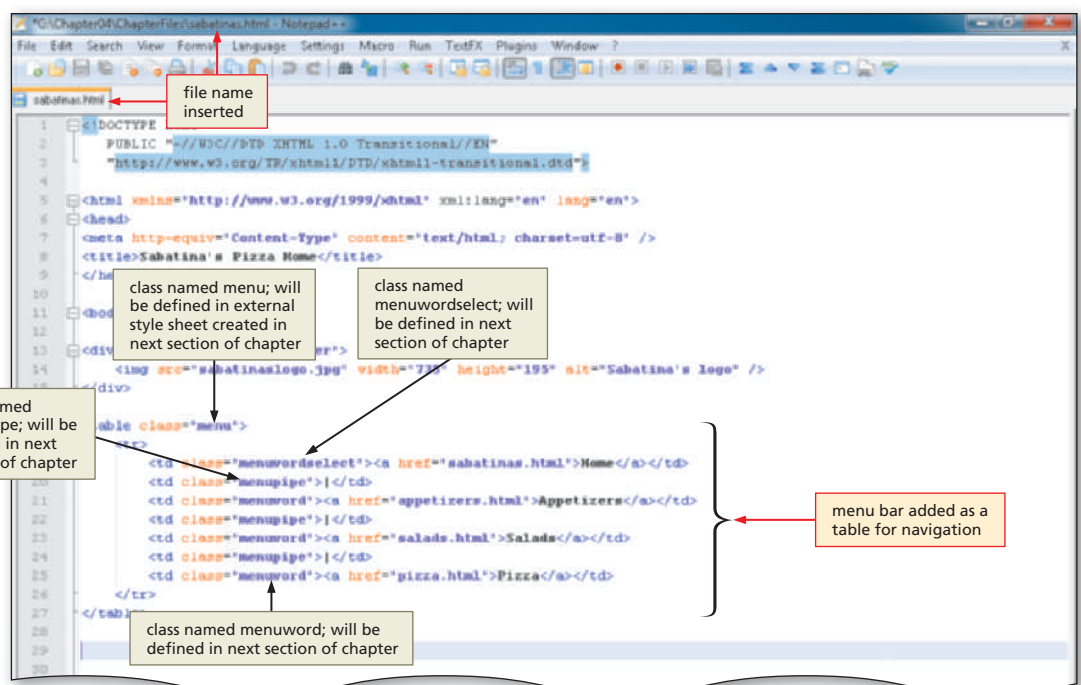 *G:\Chapter04\ChapterFiles\sabatinas.html - Notepad++
File Edit Search View Format Language Settings Macro Run TextFX Plugins Window ? X
sabatinas.html
file name
inserted
1 <!DOCTYPE
2 PUBLIC "-//W3C//DTD XHTML 1.0 Transitional//EN"
3 "http://www.w3.org/TR/xhtml1/DTD/xhtml1-transitional.dtd">
4
5 <html xmlns="http://www.w3.org/1999/xhtml" xml:lang="en" lang="en">
6 <head>
7 <meta http-equiv="Content-Type" content="text/html; charset=utf-8" />
8 <title>Sabatina's Pizza Home</title>
9 </he
10
11 <bod
12
13 <div er">
14 <img src="sabatinaslogo.jpg" width="735" height="195" alt="Sabatina's logo" />
</div>
class named menu; will
be defined in external
style sheet created in
next section of chapter
class named
menuwordselect; will
be defined in next
section of chapter
med
pe; will be
in next
of chapter
able class="menu">
<tr>
<td class="menuwordselect"><a href="sabatinas.html">Home</a></td>
20 <td class="menupipe">|</td>
21 <td class="menuword"><a href="appetizers.html">Appetizers</a></td>
22 <td class="menupipe">|</td>
23 <td class="menuword"><a href="salads.html">Salads</a></td>
24 <td class="menupipe">|</td>
25 <td class="menuword"><a href="pizza.html">Pizza</a></td>
26 </tr>
27 </table
28
29
30
menu bar added as a
table for navigation
class named menuword; will be
defined in next section of chapter